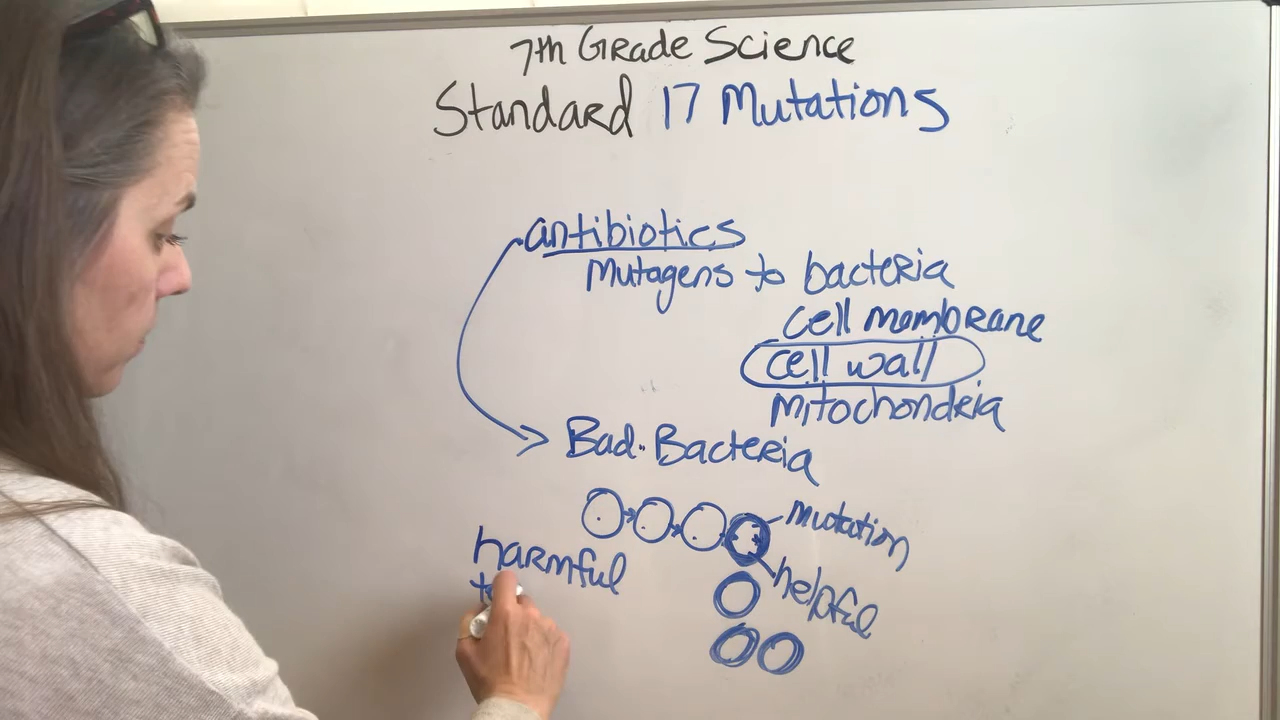 7th Grade Science
Standard 17 Mutations
antibiotics
Mutagens to bacteria
cell membrane
cell wall
Mitochondria
Bad Bacteria
mutation
helpful
harmful